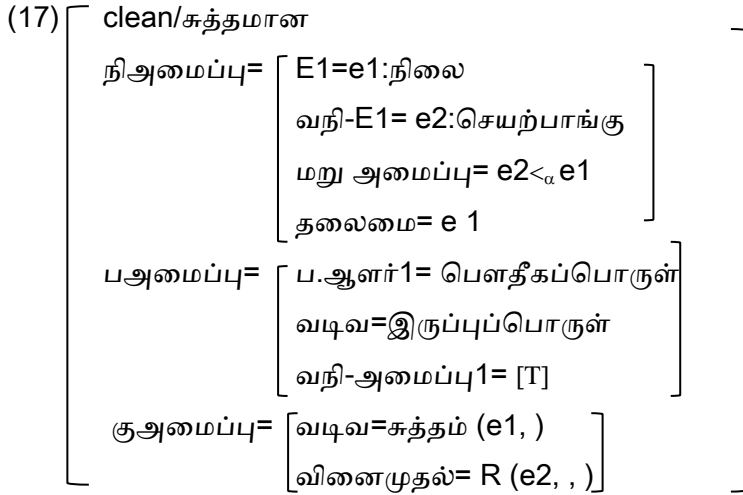 (17) clean/சுத்தமான
நிஅமைப்பு= E1=e1:நிலை
வநி-E1= e2:செயற்பாங்கு
மறு அமைப்பு= e2<α e1
தலைமை= e 1
பஅமைப்பு= ப.ஆளர்1= பௌதீகப்பொருள்
வடிவ=இருப்புப்பொருள்
வநி-அமைப்பு1= [T]
குஅமைப்பு= வடிவ=சுத்தம் (e1, )
வினைமுதல்= R (e2, , )